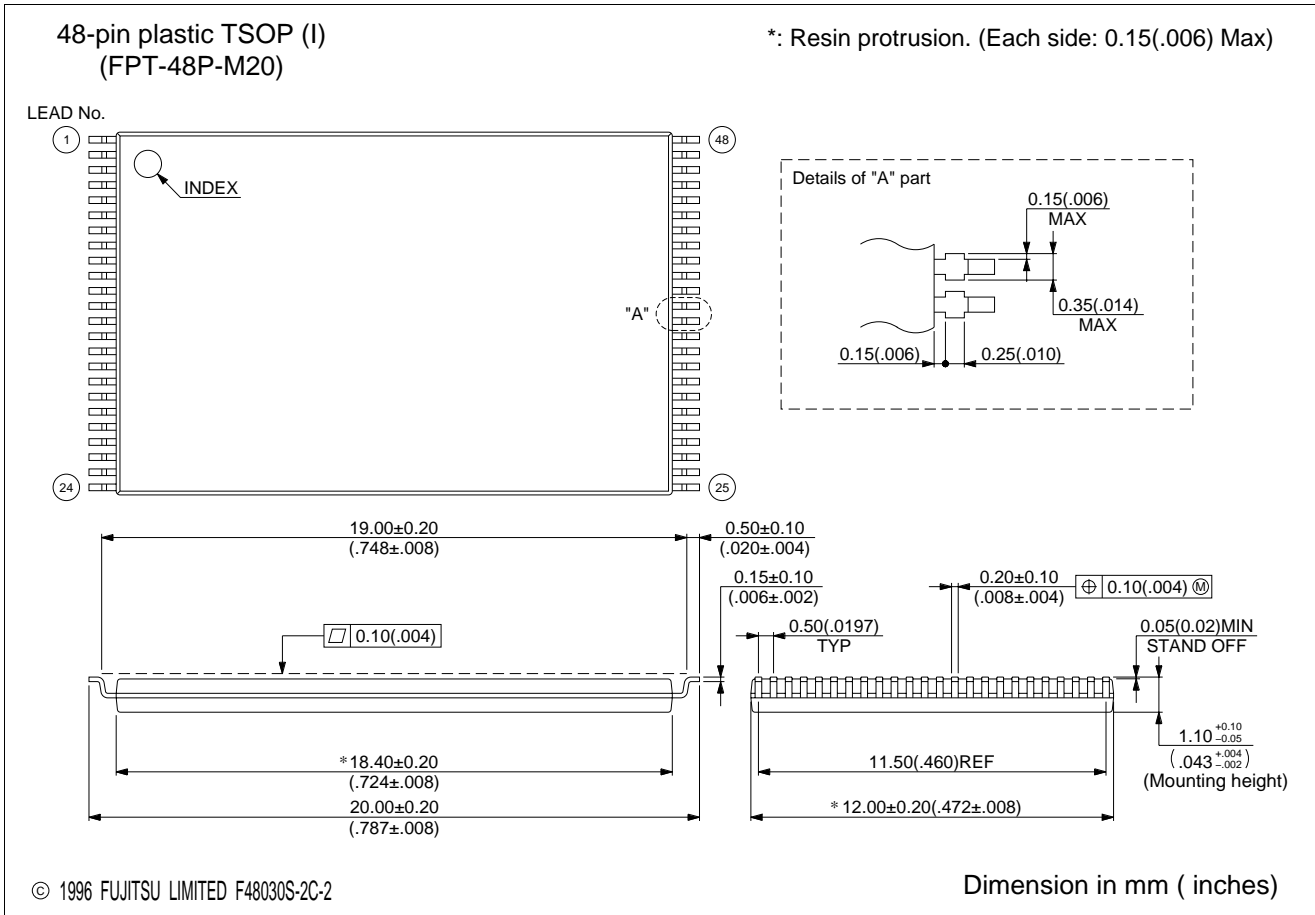 48-pin plastic TSOP (I)
(FPT-48P-M20)
*: Resin protrusion. (Each side: 0.15(.006) Max)
LEAD No.
1
48
INDEX
"A"
24
25
Details of "A" part
0.15(.006)
MAX
0.35(.014)
MAX
0.15(.006)
0.25(.010)
19.00±0.20
(.748±.008)
0.50±0.10
(.020±.004)
0.15±0.10
(.006±.002)
0.10(.004)
*18.40±0.20
(.724±.008)
20.00±0.20
(.787±.008)
0.20±0.10
(.008±.004)
⌖ 0.10(.004) Ⓜ
0.50(.0197)
TYP
0.05(0.02)MIN
STAND OFF
1.10 +0.10 −0.05
(.043 +.004 −.002)
(Mounting height)
11.50(.460)REF
*12.00±0.20(.472±.008)
© 1996 FUJITSU LIMITED F48030S-2C-2
Dimension in mm ( inches)